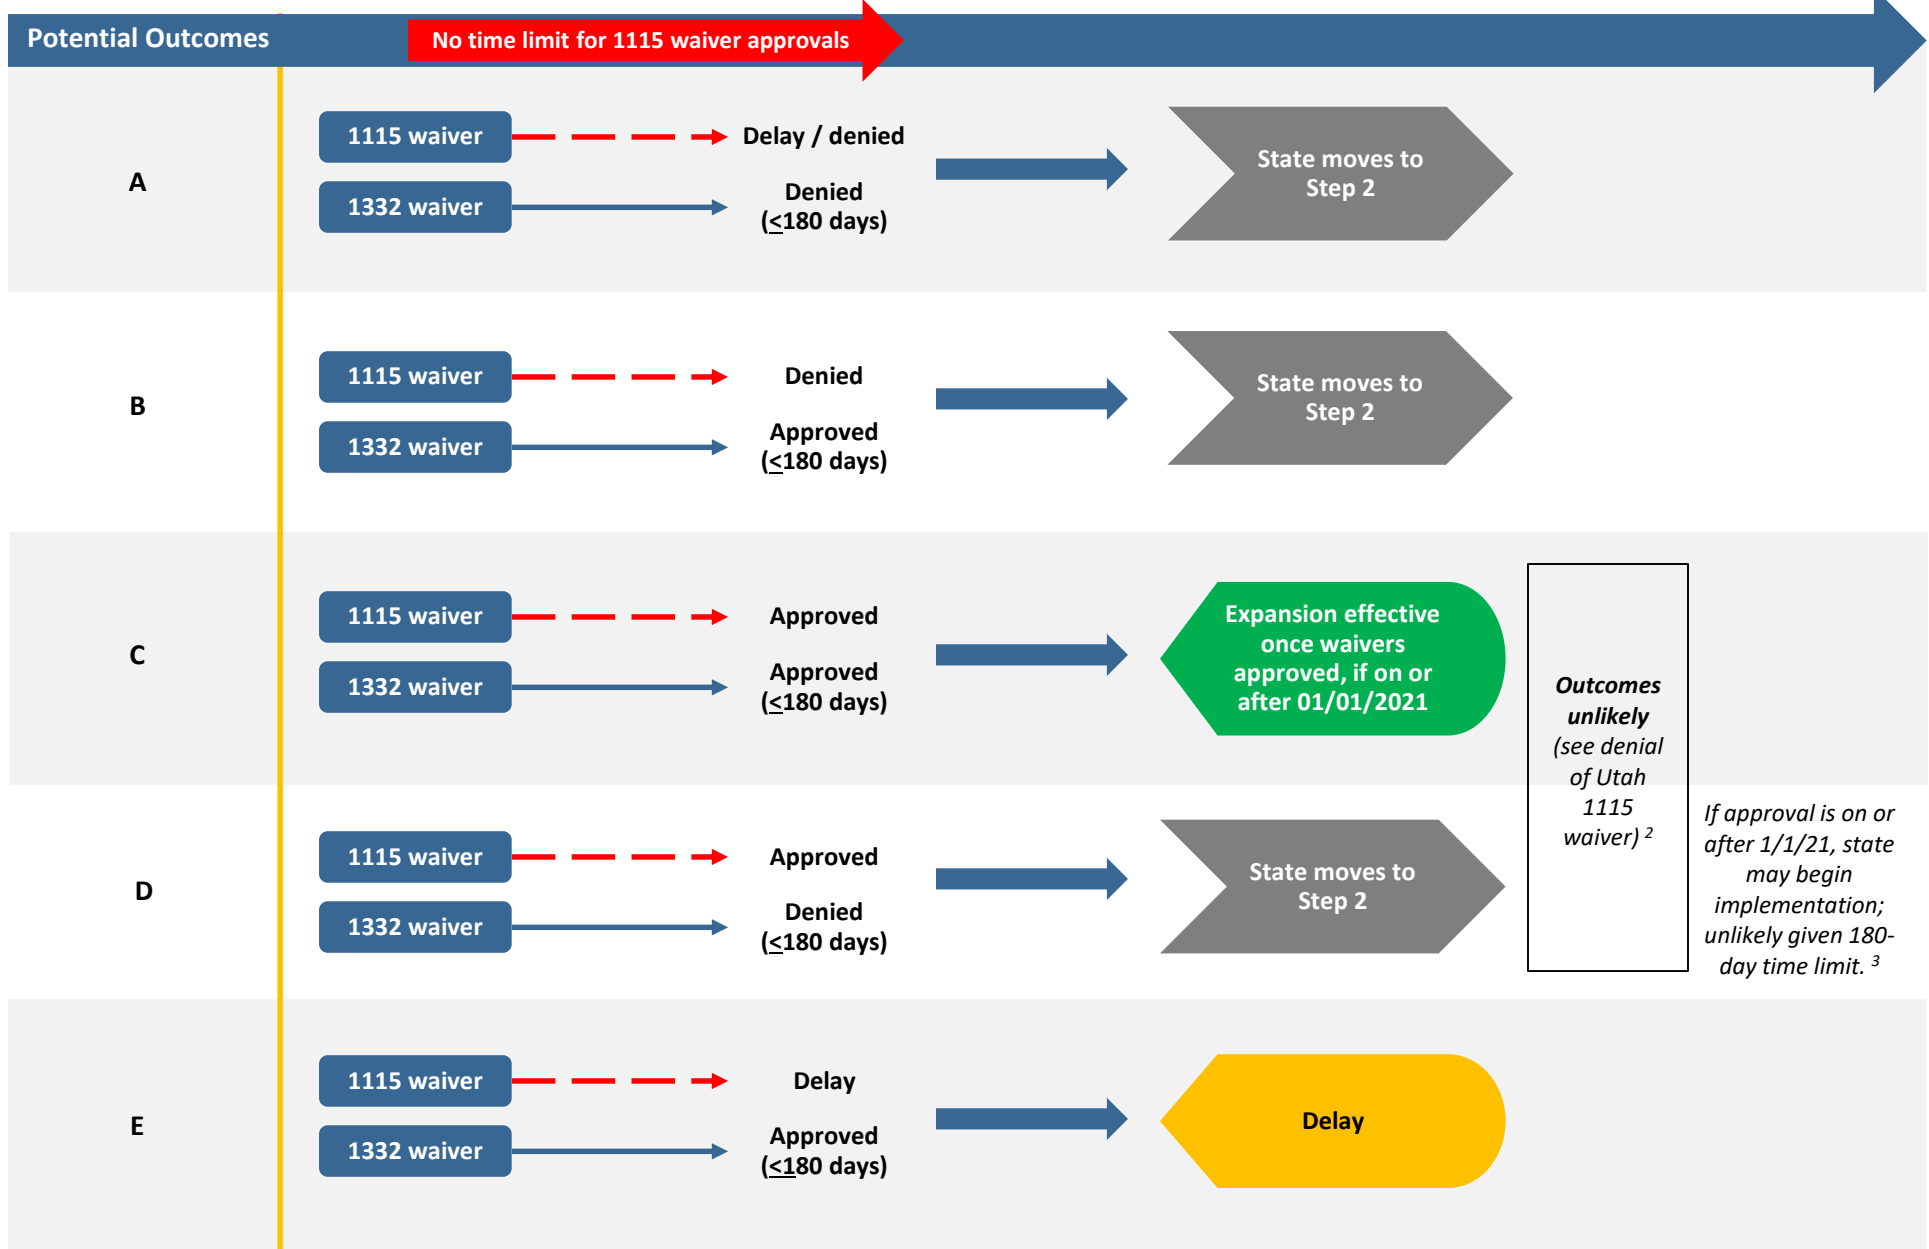 Potential Outcomes
No time limit for 1115 waiver approvals
A
1115 waiver
Delay / denied
1332 waiver
Denied
(<180 days)
State moves to
Step 2
B
1115 waiver
Denied
1332 waiver
Approved
(<180 days)
State moves to
Step 2
C
1115 waiver
Approved
1332 waiver
Approved
(<180 days)
Expansion effective
once waivers
approved, if on or
after 01/01/2021
Outcomes
unlikely
(see denial
of Utah
1115
waiver) 2
D
1115 waiver
Approved
1332 waiver
Denied
(<180 days)
State moves to
Step 2
If approval is on or
after 1/1/21, state
may begin
implementation;
unlikely given 180-
day time limit. 3
E
1115 waiver
Delay
1332 waiver
Approved
(<180 days)
Delay